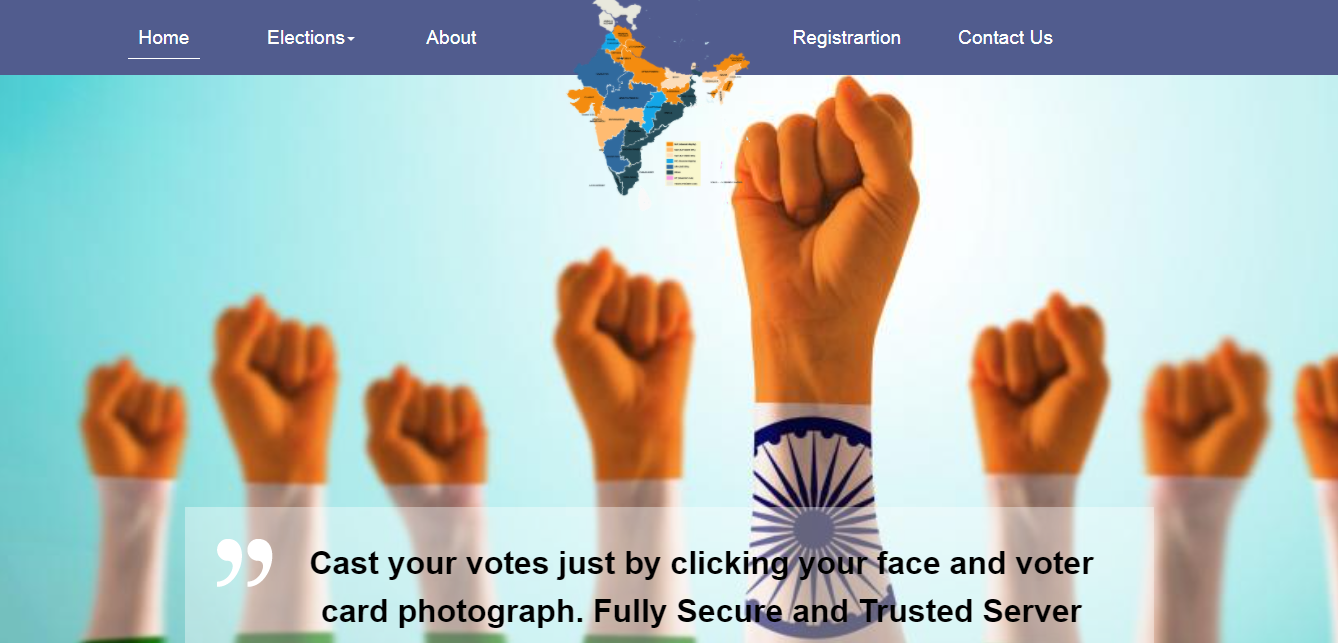 Home
Elections
About
Registrartion
Contact Us
Cast your votes just by clicking your face and voter
card photograph. Fully Secure and Trusted Server